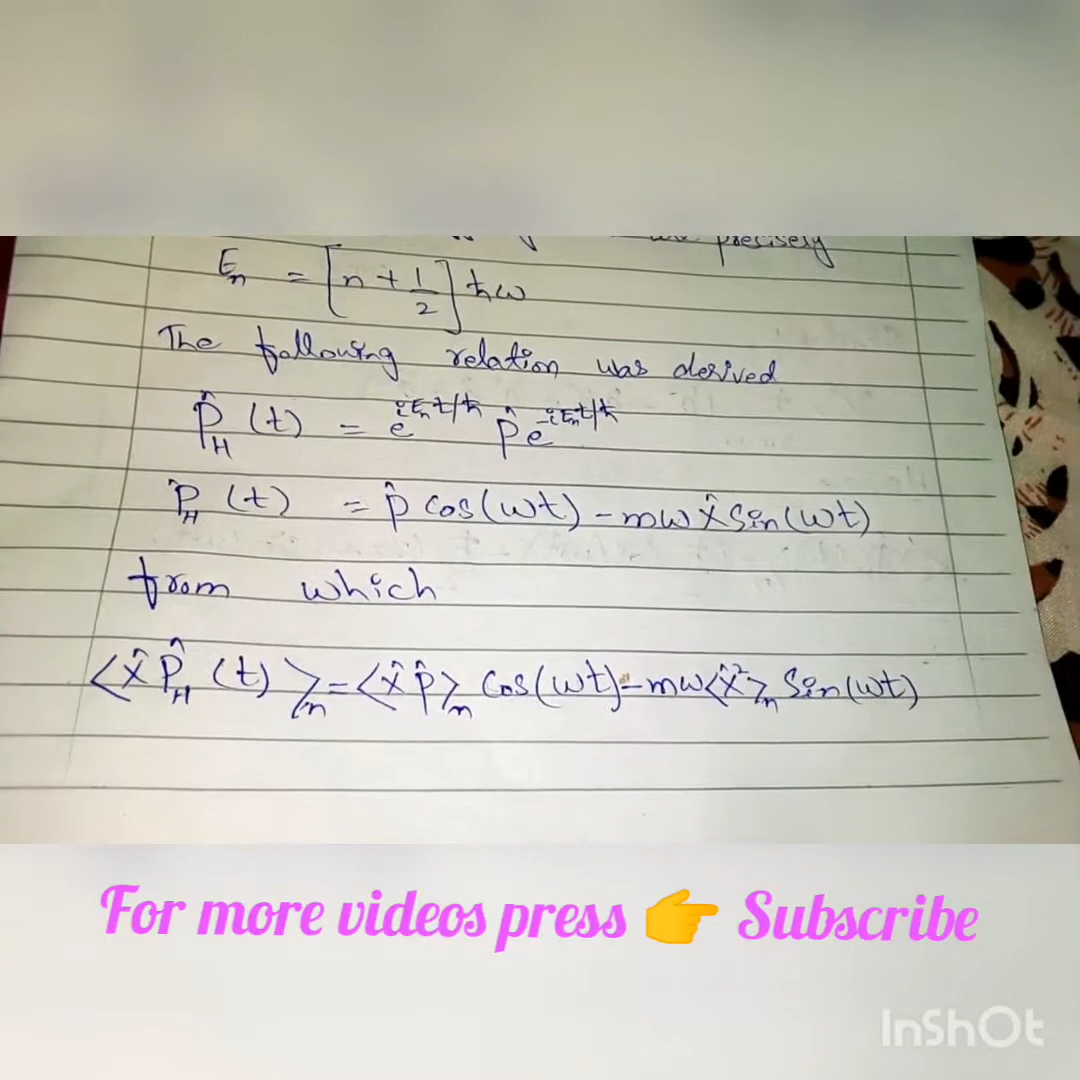 precisely
Eₙ = [n + 1/2] ħω
The following relation was derived
p̂_H (t) = e^{iEₙt/ħ} p̂ e^{-iEₙt/ħ}
p̂_H (t) = p̂ cos(ωt) - mω x̂ sin(ωt)
from which
<x̂ p̂_H (t)>ₙ = <x̂ p̂>ₙ cos(ωt) - mω<x̂²>ₙ sin(ωt)
For more videos press 👉 Subscribe
InShOt